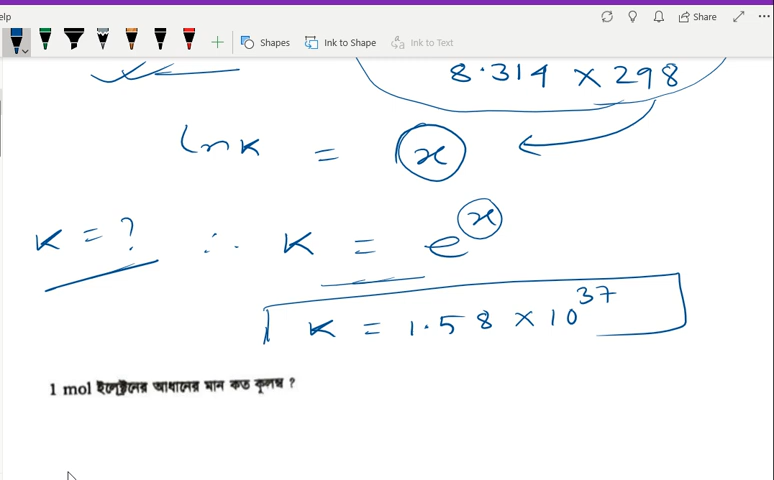 elp
Share
Shapes Ink to Shape Ink to Text
8.314 × 298
ln K = x
K = ? ∴ K = e^x
K = 1.58 × 10^37
1 mol ইলেক্ট্রনের আধানের মান কত কুলম্ব ?